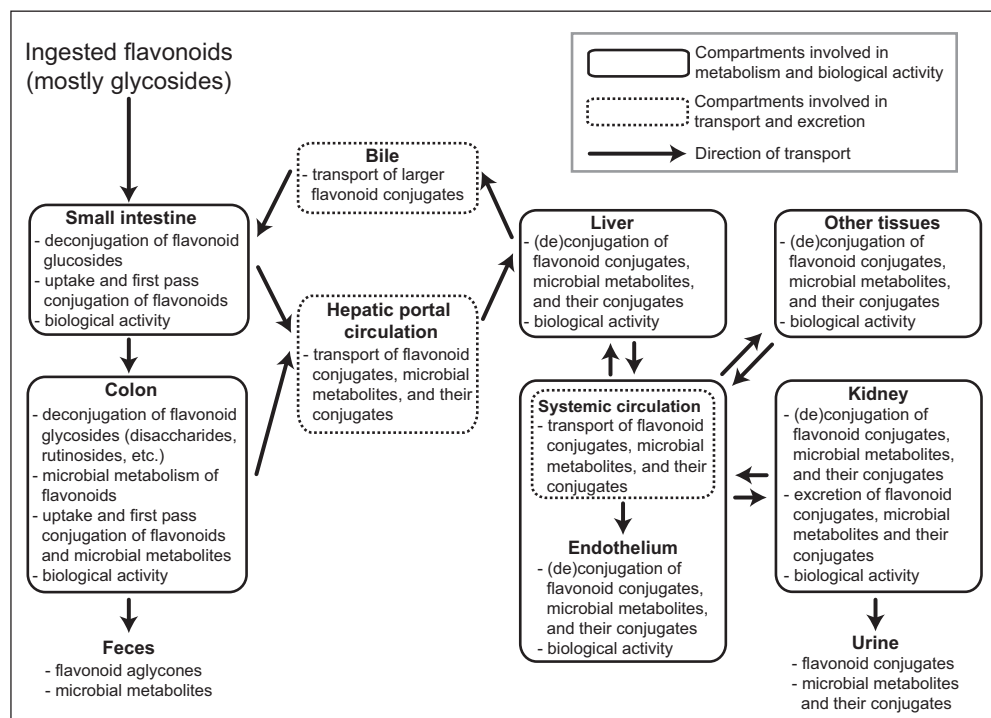 Ingested flavonoids
(mostly glycosides)
Compartments involved in
metabolism and biological activity
Compartments involved in
transport and excretion
Direction of transport
Bile
- transport of larger
flavonoid conjugates
Small intestine
- deconjugation of flavonoid
glucosides
- uptake and first pass
conjugation of flavonoids
- biological activity
Hepatic portal
circulation
- transport of flavonoid
conjugates, microbial
metabolites, and their
conjugates
Liver
- (de)conjugation of
flavonoid conjugates,
microbial metabolites,
and their conjugates
- biological activity
Other tissues
- (de)conjugation of
flavonoid conjugates,
microbial metabolites,
and their conjugates
- biological activity
Colon
- deconjugation of flavonoid
glycosides (disaccharides,
rutinosides, etc.)
- microbial metabolism of
flavonoids
- uptake and first pass
conjugation of flavonoids
and microbial metabolites
- biological activity
Systemic circulation
- transport of flavonoid
conjugates, microbial
metabolites, and their
conjugates
Endothelium
- (de)conjugation of
flavonoid conjugates,
microbial metabolites,
and their conjugates
- biological activity
Kidney
- (de)conjugation of
flavonoid conjugates,
microbial metabolites,
and their conjugates
- excretion of flavonoid
conjugates, microbial
metabolites and their
conjugates
- biological activity
Feces
- flavonoid aglycones
- microbial metabolites
Urine
- flavonoid conjugates
- microbial metabolites
and their conjugates